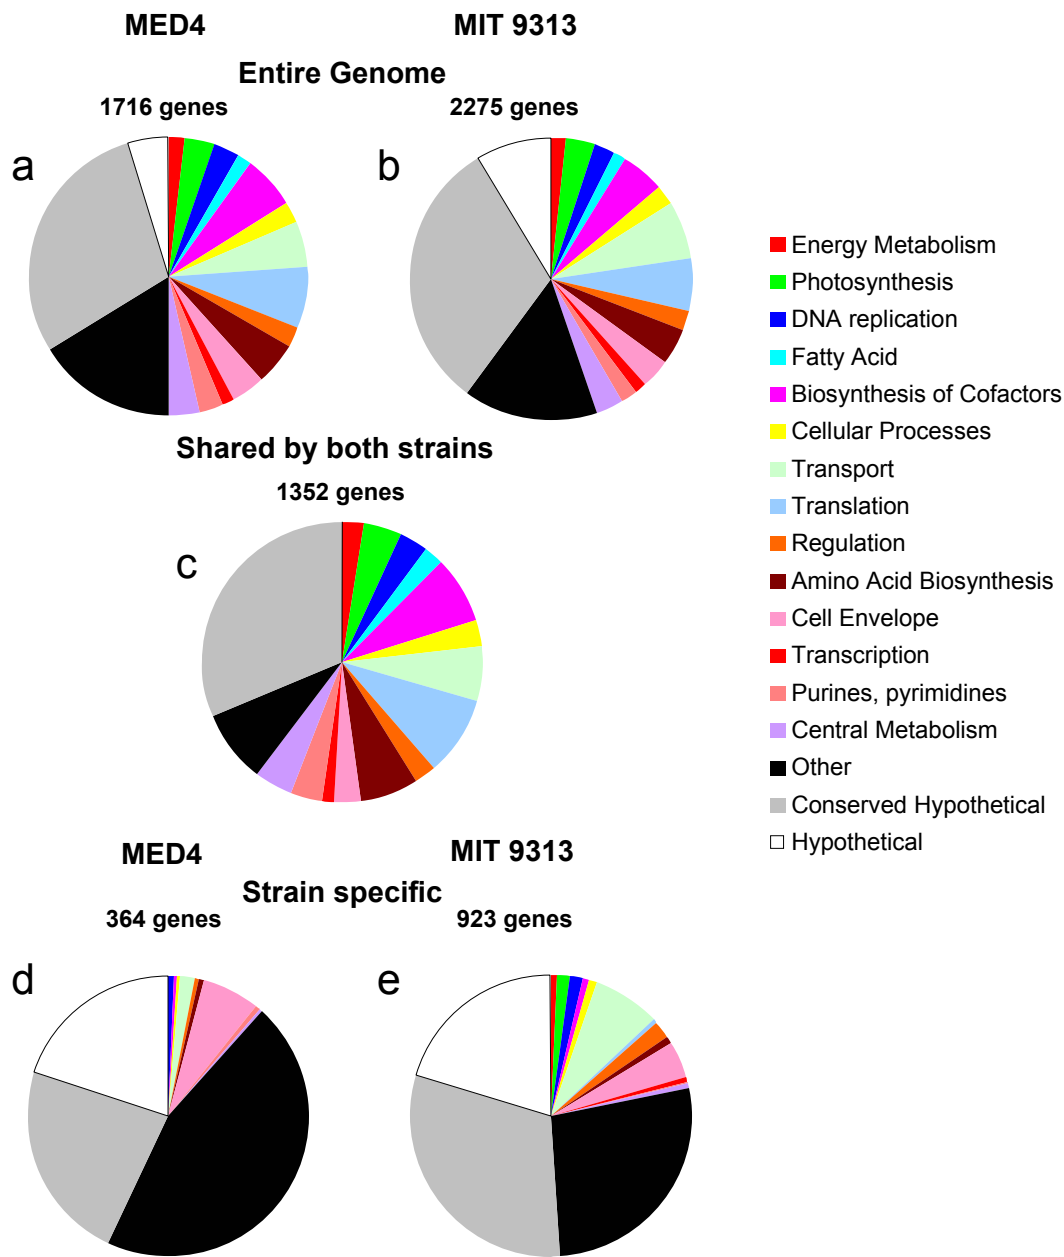 MED4
MIT 9313
Entire Genome
1716 genes
2275 genes
a
b
Energy Metabolism
Photosynthesis
DNA replication
Fatty Acid
Biosynthesis of Cofactors
Cellular Processes
Transport
Translation
Regulation
Amino Acid Biosynthesis
Cell Envelope
Transcription
Purines, pyrimidines
Central Metabolism
Other
Conserved Hypothetical
Hypothetical
Shared by both strains
1352 genes
c
MED4
MIT 9313
Strain specific
364 genes
923 genes
d
e